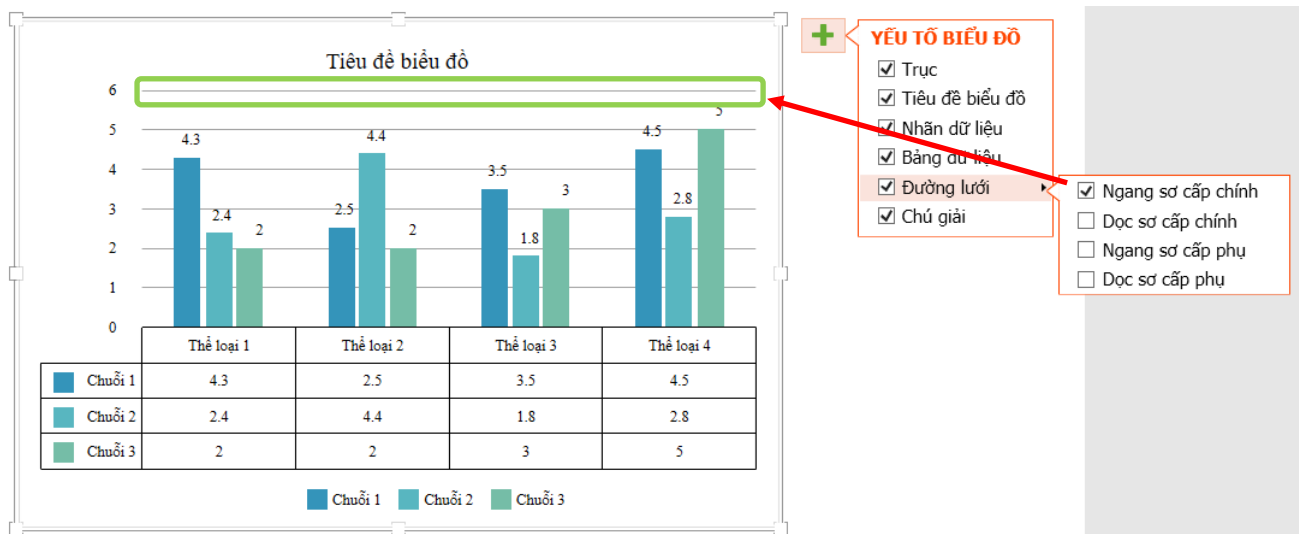 Tiêu đề biểu đồ
6
5
4
3
2
1
0
4.3
2.4
2
2.5
4.4
2
3.5
1.8
3
4.5
2.8
5
Thể loại 1 Thể loại 2 Thể loại 3 Thể loại 4
Chuỗi 1 4.3 2.5 3.5 4.5
Chuỗi 2 2.4 4.4 1.8 2.8
Chuỗi 3 2 2 3 5
Chuỗi 1 Chuỗi 2 Chuỗi 3
YẾU TỐ BIỂU ĐỒ
Trục
Tiêu đề biểu đồ
Nhãn dữ liệu
Bảng dữ liệu
Đường lưới
Chú giải
Ngang sơ cấp chính
Dọc sơ cấp chính
Ngang sơ cấp phụ
Dọc sơ cấp phụ